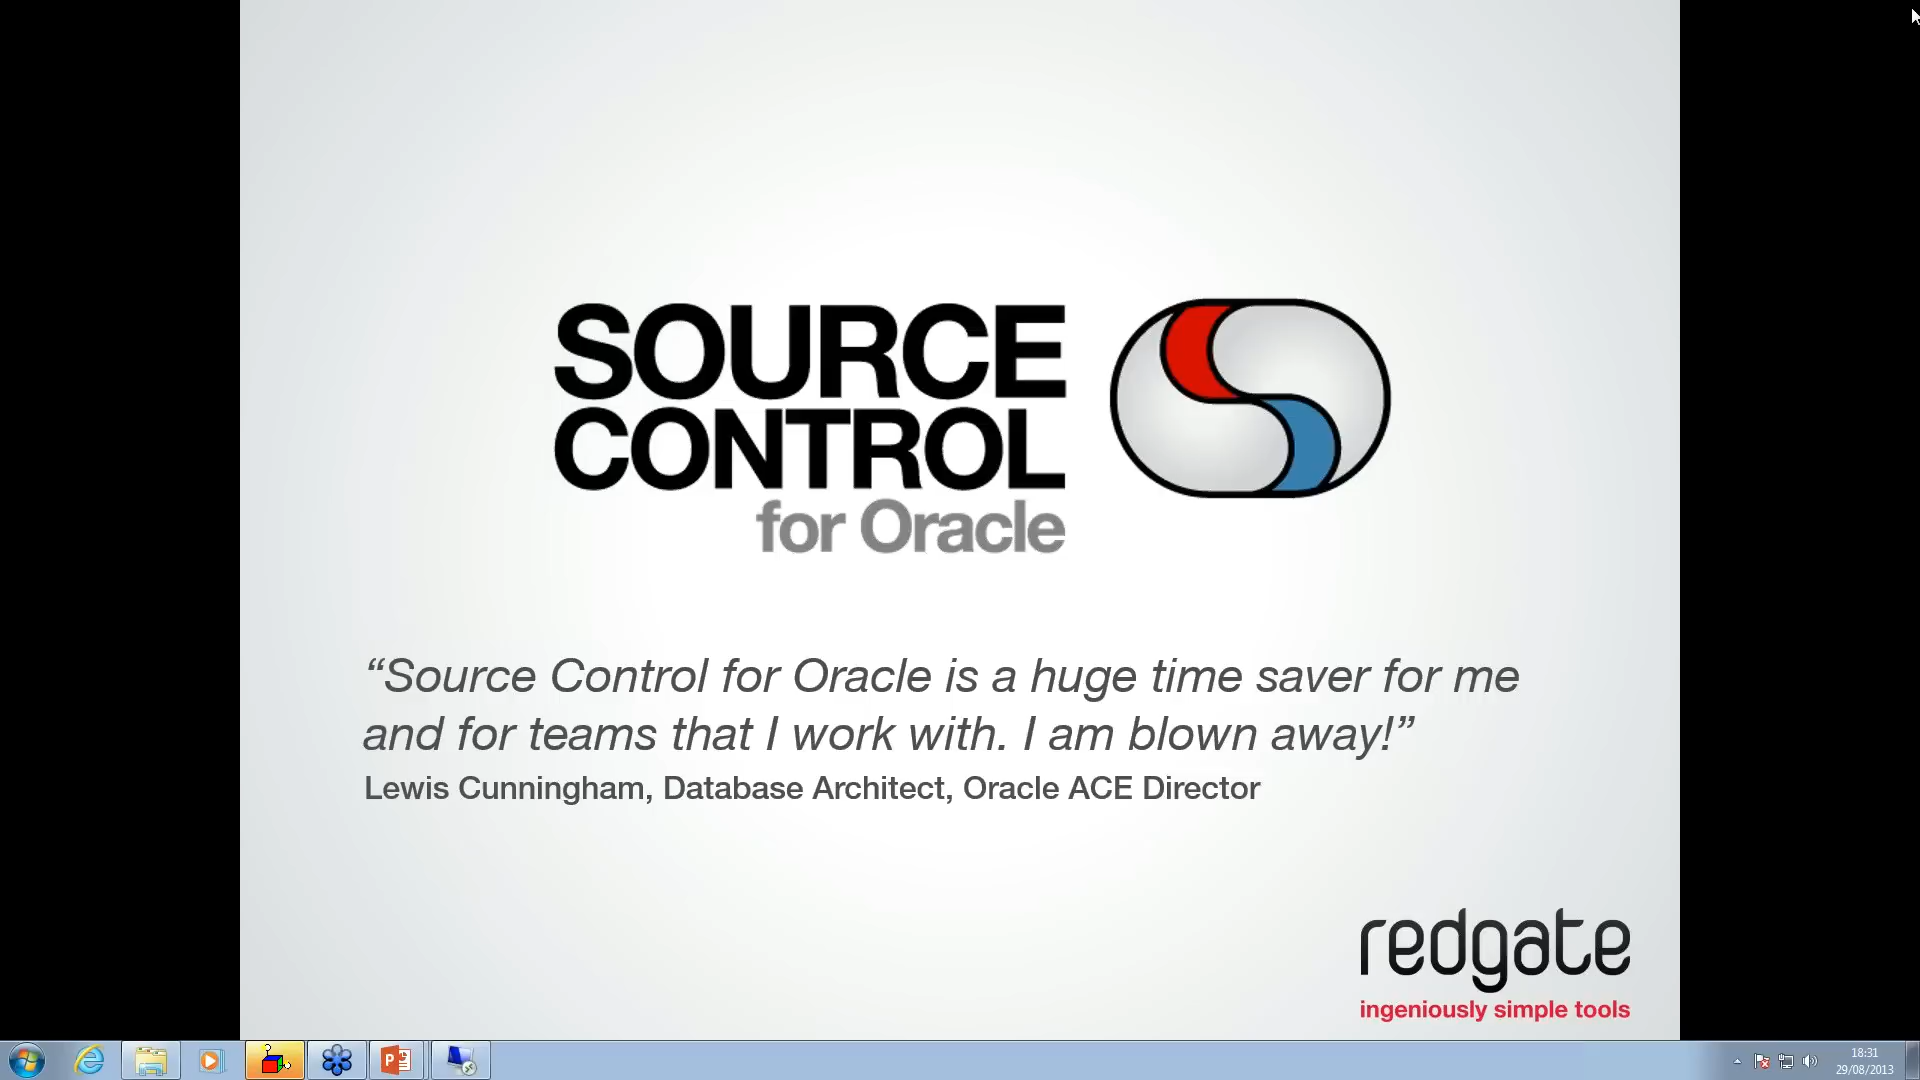 SOURCE
CONTROL
for Oracle
“Source Control for Oracle is a huge time saver for me
and for teams that I work with. I am blown away!”
Lewis Cunningham, Database Architect, Oracle ACE Director
redgate
ingeniously simple tools
18:31
29/08/2013